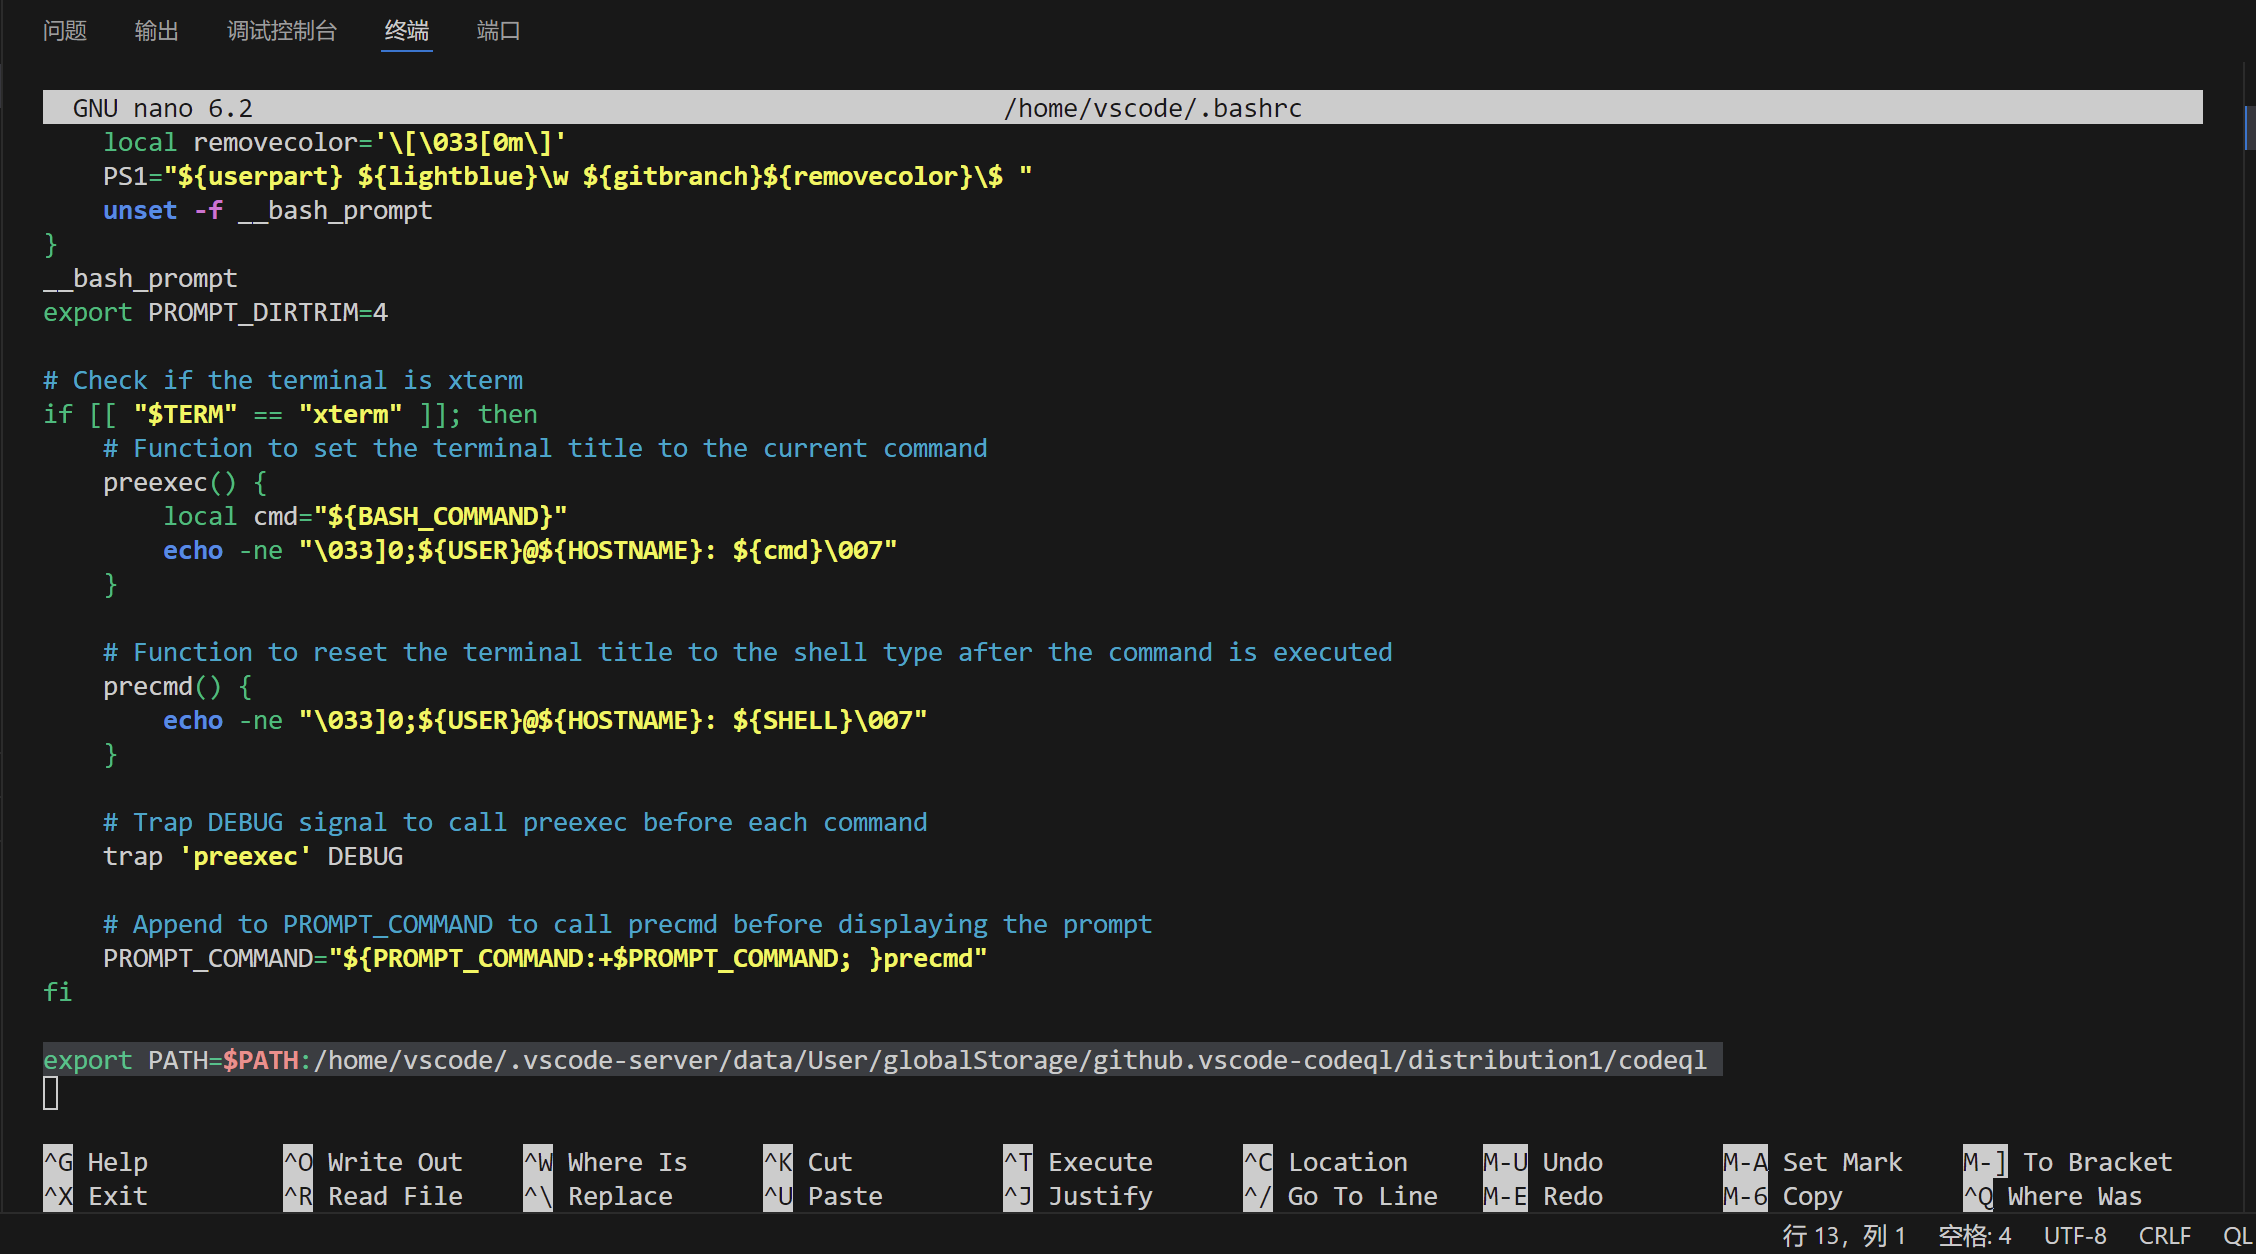 问题 输出 调试控制台 终端 端口
GNU nano 6.2 /home/vscode/.bashrc
    local removecolor='\[\033[0m\]'
    PS1="${userpart} ${lightblue}\w ${gitbranch}${removecolor}\$ "
    unset -f __bash_prompt
}
__bash_prompt
export PROMPT_DIRTRIM=4
# Check if the terminal is xterm
if [[ "$TERM" == "xterm" ]]; then
    # Function to set the terminal title to the current command
    preexec() {
        local cmd="${BASH_COMMAND}"
        echo -ne "\033]0;${USER}@${HOSTNAME}: ${cmd}\007"
    }
    # Function to reset the terminal title to the shell type after the command is executed
    precmd() {
        echo -ne "\033]0;${USER}@${HOSTNAME}: ${SHELL}\007"
    }
    # Trap DEBUG signal to call preexec before each command
    trap 'preexec' DEBUG
    # Append to PROMPT_COMMAND to call precmd before displaying the prompt
    PROMPT_COMMAND="${PROMPT_COMMAND:+$PROMPT_COMMAND; }precmd"
fi
export PATH=$PATH:/home/vscode/.vscode-server/data/User/globalStorage/github.vscode-codeql/distribution1/codeql
^G Help ^O Write Out ^W Where Is ^K Cut ^T Execute ^C Location M-U Undo M-A Set Mark M-] To Bracket
^X Exit ^R Read File ^\ Replace ^U Paste ^J Justify ^/ Go To Line M-E Redo M-6 Copy ^Q Where Was
行 13，列 1 空格: 4 UTF-8 CRLF QL